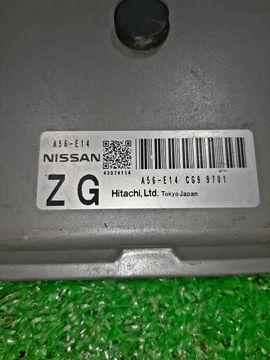 A56-E14
NISSAN
43074114
A56-E14 CG9 9701
ZG
Hitachi, Ltd. Tokyo Japan